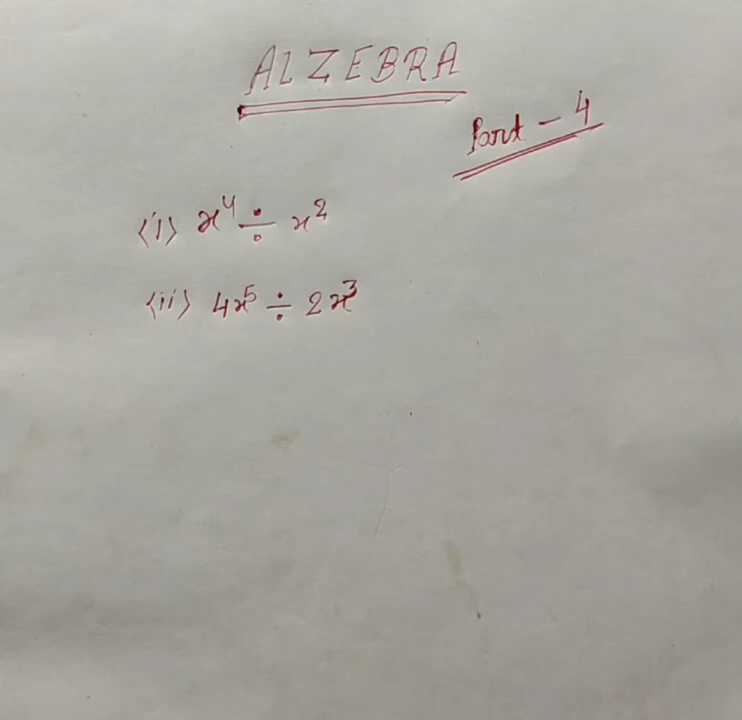 ALZEBRA
Part - 4
(i) x⁴ ÷ x²
(ii) 4x⁵ ÷ 2x³